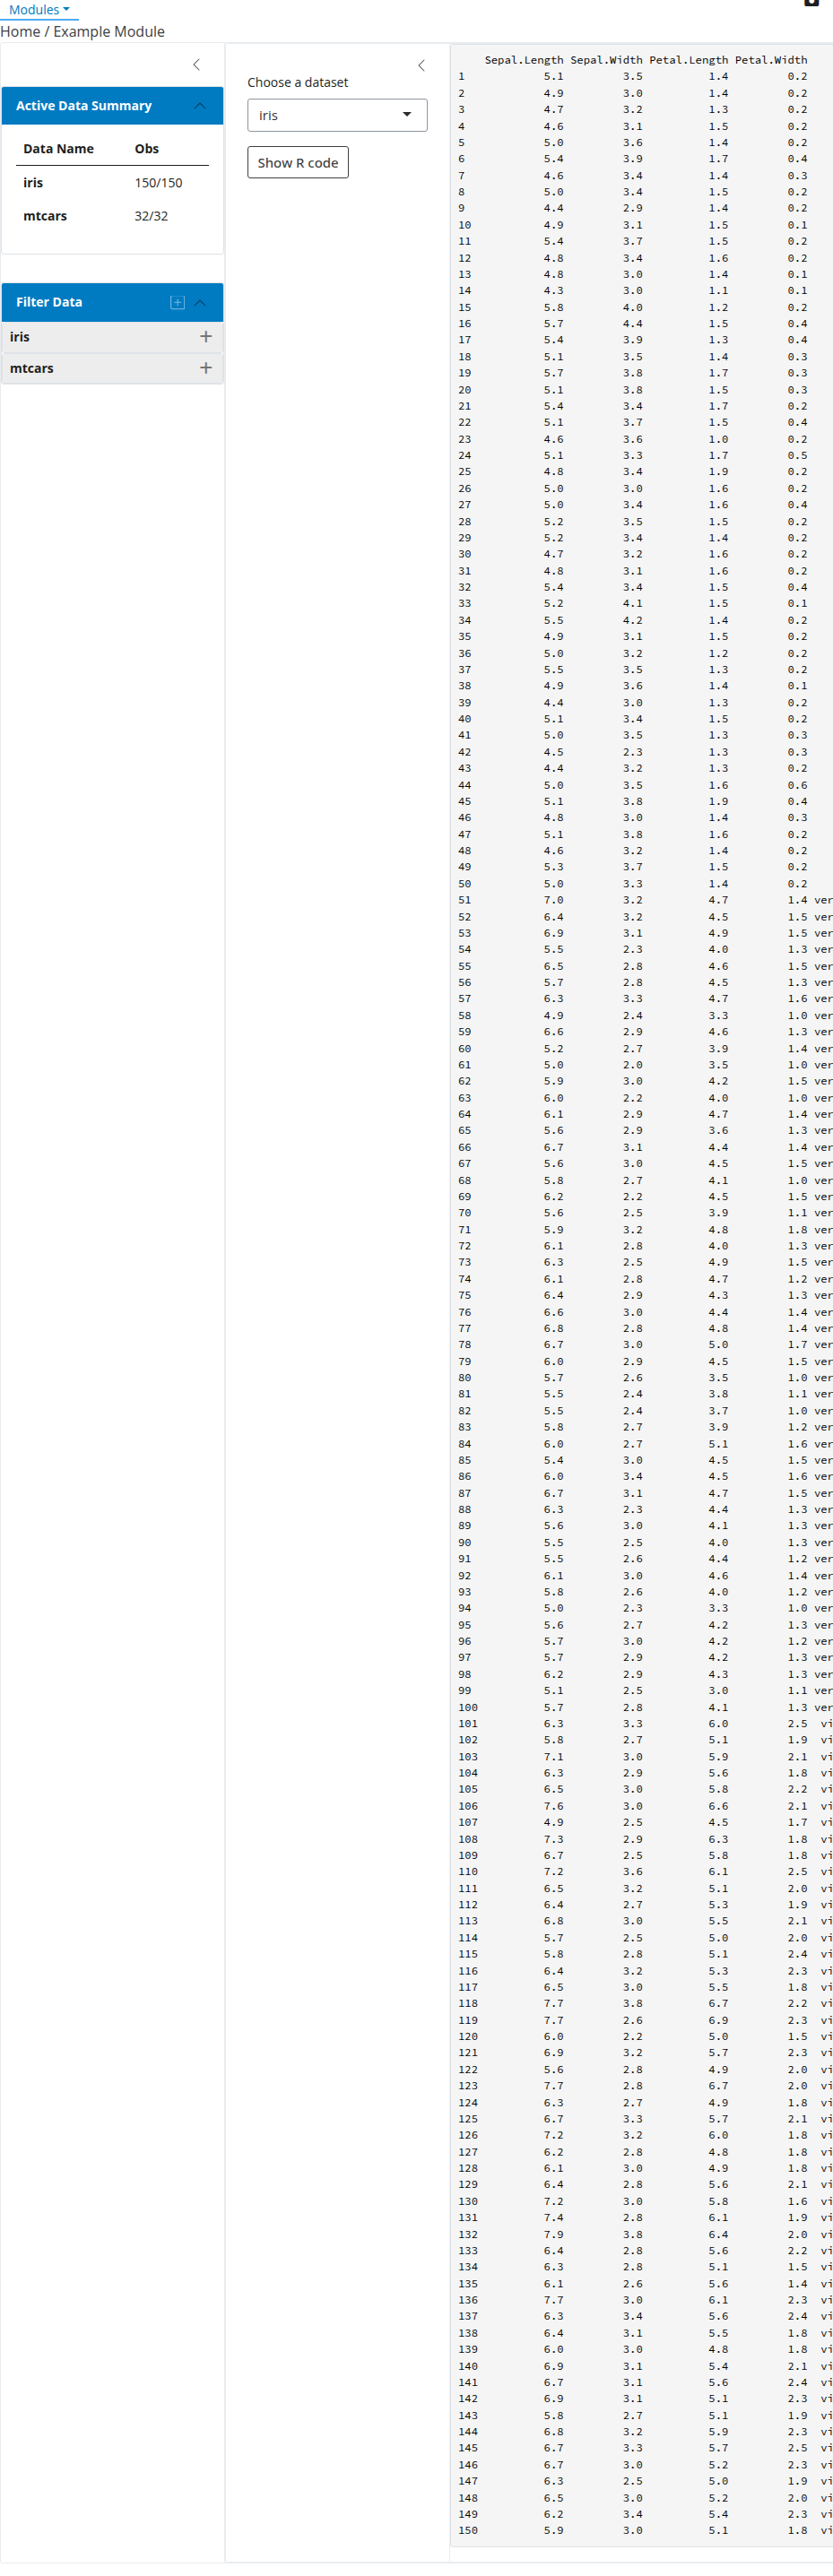 Modules
Home / Example Module
Active Data Summary
Data Name Obs
iris 150/150
mtcars 32/32
Filter Data
iris
mtcars
Choose a dataset
iris
Show R code
Sepal.Length Sepal.Width Petal.Length Petal.Width
1 5.1 3.5 1.4 0.2
2 4.9 3.0 1.4 0.2
3 4.7 3.2 1.3 0.2
4 4.6 3.1 1.5 0.2
5 5.0 3.6 1.4 0.2
6 5.4 3.9 1.7 0.4
7 4.6 3.4 1.4 0.3
8 5.0 3.4 1.5 0.2
9 4.4 2.9 1.4 0.2
10 4.9 3.1 1.5 0.1
11 5.4 3.7 1.5 0.2
12 4.8 3.4 1.6 0.2
13 4.8 3.0 1.4 0.1
14 4.3 3.0 1.1 0.1
15 5.8 4.0 1.2 0.2
16 5.7 4.4 1.5 0.4
17 5.4 3.9 1.3 0.4
18 5.1 3.5 1.4 0.3
19 5.7 3.8 1.7 0.3
20 5.1 3.8 1.5 0.3
21 5.4 3.4 1.7 0.2
22 5.1 3.7 1.5 0.4
23 4.6 3.6 1.0 0.2
24 5.1 3.3 1.7 0.5
25 4.8 3.4 1.9 0.2
26 5.0 3.0 1.6 0.2
27 5.0 3.4 1.6 0.4
28 5.2 3.5 1.5 0.2
29 5.2 3.4 1.4 0.2
30 4.7 3.2 1.6 0.2
31 4.8 3.1 1.6 0.2
32 5.4 3.4 1.5 0.4
33 5.2 4.1 1.5 0.1
34 5.5 4.2 1.4 0.2
35 4.9 3.1 1.5 0.2
36 5.0 3.2 1.2 0.2
37 5.5 3.5 1.3 0.2
38 4.9 3.6 1.4 0.1
39 4.4 3.0 1.3 0.2
40 5.1 3.4 1.5 0.2
41 5.0 3.5 1.3 0.3
42 4.5 2.3 1.3 0.3
43 4.4 3.2 1.3 0.2
44 5.0 3.5 1.6 0.6
45 5.1 3.8 1.9 0.4
46 4.8 3.0 1.4 0.3
47 5.1 3.8 1.6 0.2
48 4.6 3.2 1.4 0.2
49 5.3 3.7 1.5 0.2
50 5.0 3.3 1.4 0.2
51 7.0 3.2 4.7 1.4 ver
52 6.4 3.2 4.5 1.5 ver
53 6.9 3.1 4.9 1.5 ver
54 5.5 2.3 4.0 1.3 ver
55 6.5 2.8 4.6 1.5 ver
56 5.7 2.8 4.5 1.3 ver
57 6.3 3.3 4.7 1.6 ver
58 4.9 2.4 3.3 1.0 ver
59 6.6 2.9 4.6 1.3 ver
60 5.2 2.7 3.9 1.4 ver
61 5.0 2.0 3.5 1.0 ver
62 5.9 3.0 4.2 1.5 ver
63 6.0 2.2 4.0 1.0 ver
64 6.1 2.9 4.7 1.4 ver
65 5.6 2.9 3.6 1.3 ver
66 6.7 3.1 4.4 1.4 ver
67 5.6 3.0 4.5 1.5 ver
68 5.8 2.7 4.1 1.0 ver
69 6.2 2.2 4.5 1.5 ver
70 5.6 2.5 3.9 1.1 ver
71 5.9 3.2 4.8 1.8 ver
72 6.1 2.8 4.0 1.3 ver
73 6.3 2.5 4.9 1.5 ver
74 6.1 2.8 4.7 1.2 ver
75 6.4 2.9 4.3 1.3 ver
76 6.6 3.0 4.4 1.4 ver
77 6.8 2.8 4.8 1.4 ver
78 6.7 3.0 5.0 1.7 ver
79 6.0 2.9 4.5 1.5 ver
80 5.7 2.6 3.5 1.0 ver
81 5.5 2.4 3.8 1.1 ver
82 5.5 2.4 3.7 1.0 ver
83 5.8 2.7 3.9 1.2 ver
84 6.0 2.7 5.1 1.6 ver
85 5.4 3.0 4.5 1.5 ver
86 6.0 3.4 4.5 1.6 ver
87 6.7 3.1 4.7 1.5 ver
88 6.3 2.3 4.4 1.3 ver
89 5.6 3.0 4.1 1.3 ver
90 5.5 2.5 4.0 1.3 ver
91 5.5 2.6 4.4 1.2 ver
92 6.1 3.0 4.6 1.4 ver
93 5.8 2.6 4.0 1.2 ver
94 5.0 2.3 3.3 1.0 ver
95 5.6 2.7 4.2 1.3 ver
96 5.7 3.0 4.2 1.2 ver
97 5.7 2.9 4.2 1.3 ver
98 6.2 2.9 4.3 1.3 ver
99 5.1 2.5 3.0 1.1 ver
100 5.7 2.8 4.1 1.3 ver
101 6.3 3.3 6.0 2.5 vi
102 5.8 2.7 5.1 1.9 vi
103 7.1 3.0 5.9 2.1 vi
104 6.3 2.9 5.6 1.8 vi
105 6.5 3.0 5.8 2.2 vi
106 7.6 3.0 6.6 2.1 vi
107 4.9 2.5 4.5 1.7 vi
108 7.3 2.9 6.3 1.8 vi
109 6.7 2.5 5.8 1.8 vi
110 7.2 3.6 6.1 2.5 vi
111 6.5 3.2 5.1 2.0 vi
112 6.4 2.7 5.3 1.9 vi
113 6.8 3.0 5.5 2.1 vi
114 5.7 2.5 5.0 2.0 vi
115 5.8 2.8 5.1 2.4 vi
116 6.4 3.2 5.3 2.3 vi
117 6.5 3.0 5.5 1.8 vi
118 7.7 3.8 6.7 2.2 vi
119 7.7 2.6 6.9 2.3 vi
120 6.0 2.2 5.0 1.5 vi
121 6.9 3.2 5.7 2.3 vi
122 5.6 2.8 4.9 2.0 vi
123 7.7 2.8 6.7 2.0 vi
124 6.3 2.7 4.9 1.8 vi
125 6.7 3.3 5.7 2.1 vi
126 7.2 3.2 6.0 1.8 vi
127 6.2 2.8 4.8 1.8 vi
128 6.1 3.0 4.9 1.8 vi
129 6.4 2.8 5.6 2.1 vi
130 7.2 3.0 5.8 1.6 vi
131 7.4 2.8 6.1 1.9 vi
132 7.9 3.8 6.4 2.0 vi
133 6.4 2.8 5.6 2.2 vi
134 6.3 2.8 5.1 1.5 vi
135 6.1 2.6 5.6 1.4 vi
136 7.7 3.0 6.1 2.3 vi
137 6.3 3.4 5.6 2.4 vi
138 6.4 3.1 5.5 1.8 vi
139 6.0 3.0 4.8 1.8 vi
140 6.9 3.1 5.4 2.1 vi
141 6.7 3.1 5.6 2.4 vi
142 6.9 3.1 5.1 2.3 vi
143 5.8 2.7 5.1 1.9 vi
144 6.8 3.2 5.9 2.3 vi
145 6.7 3.3 5.7 2.5 vi
146 6.7 3.0 5.2 2.3 vi
147 6.3 2.5 5.0 1.9 vi
148 6.5 3.0 5.2 2.0 vi
149 6.2 3.4 5.4 2.3 vi
150 5.9 3.0 5.1 1.8 vi